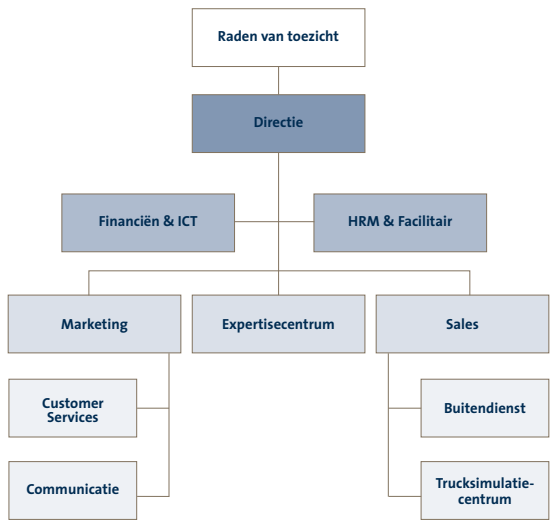 Raden van toezicht
Directie
Financiën & ICT
HRM & Facilitair
Marketing
Expertisecentrum
Sales
Customer
Services
Buitendienst
Communicatie
Trucksimulatie-
centrum